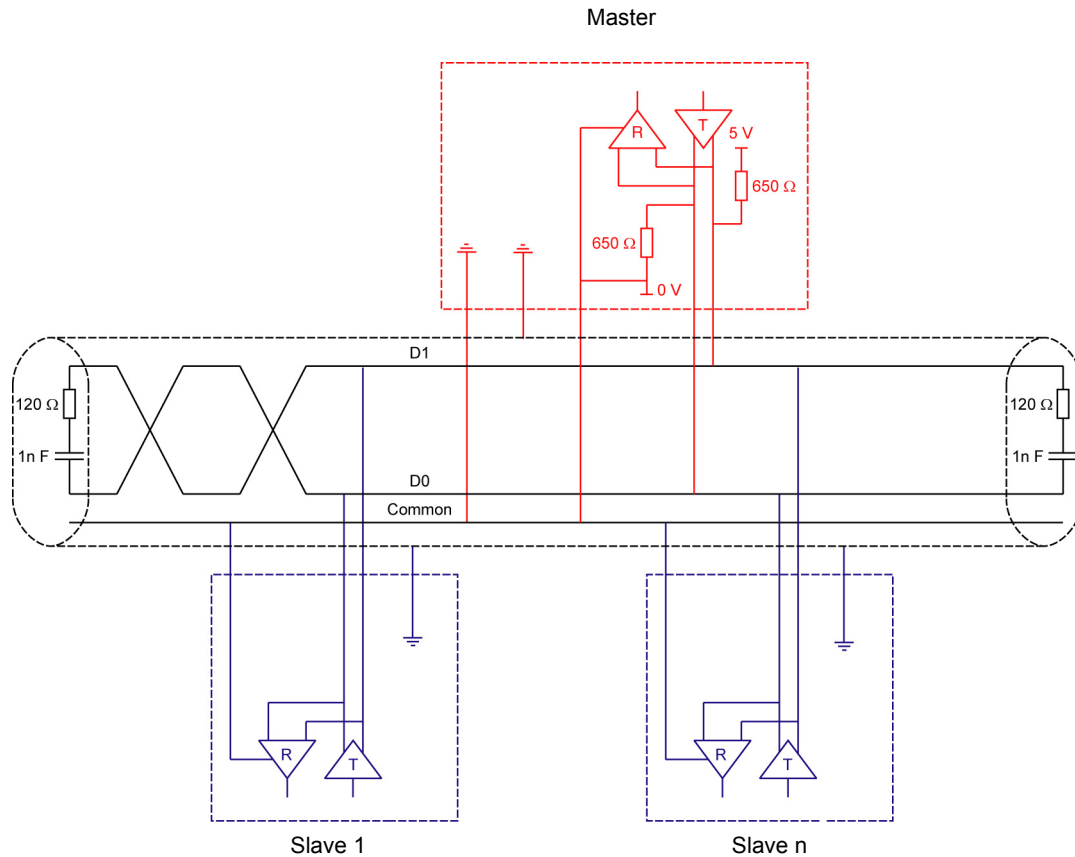 Master
R
T
5 V
650 Ω
650 Ω
0 V
D1
120 Ω
1n F
120 Ω
1n F
D0
Common
R
T
R
T
Slave 1
Slave n